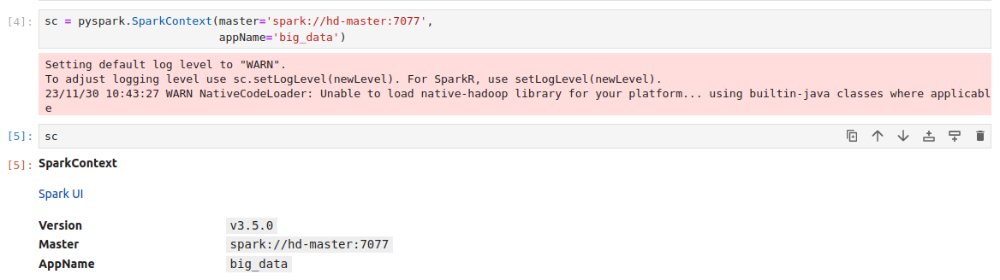 [4]: sc = pyspark.SparkContext(master='spark://hd-master:7077',
appName='big_data')
Setting default log level to "WARN".
To adjust logging level use sc.setLogLevel(newLevel). For SparkR, use setLogLevel(newLevel).
23/11/30 10:43:27 WARN NativeCodeLoader: Unable to load native-hadoop library for your platform... using builtin-java classes where applicabl
e
[5]: sc
[5]: SparkContext
Spark UI
Version v3.5.0
Master spark://hd-master:7077
AppName big_data